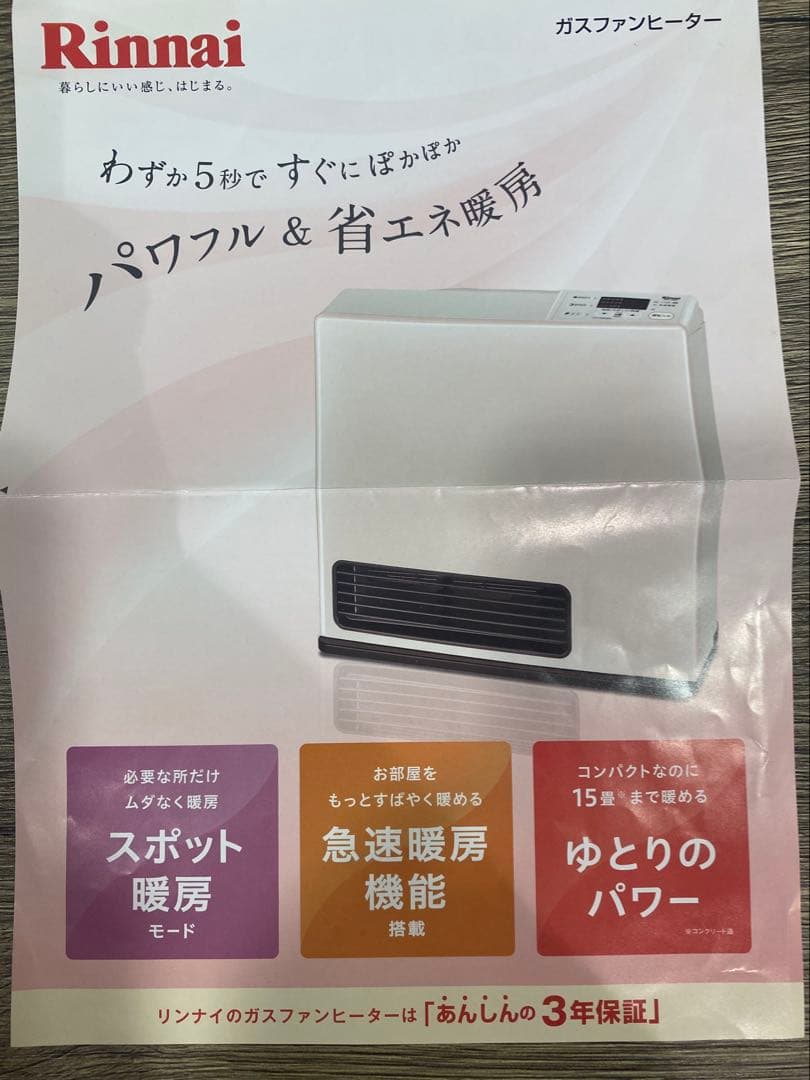 Rinnai
暮らしにいい感じ、はじまる。
ガスファンヒーター
わずか5秒で すぐに ぽかぽか
パワフル & 省エネ暖房
必要な所だけ
ムダなく暖房
スポット
暖房
モード
お部屋を
もっとすばやく暖める
急速暖房
機能
搭載
コンパクトなのに
15畳※まで暖める
ゆとりの
パワー
※コンクリート造
リンナイのガスファンヒーターは「あんしんの3年保証」